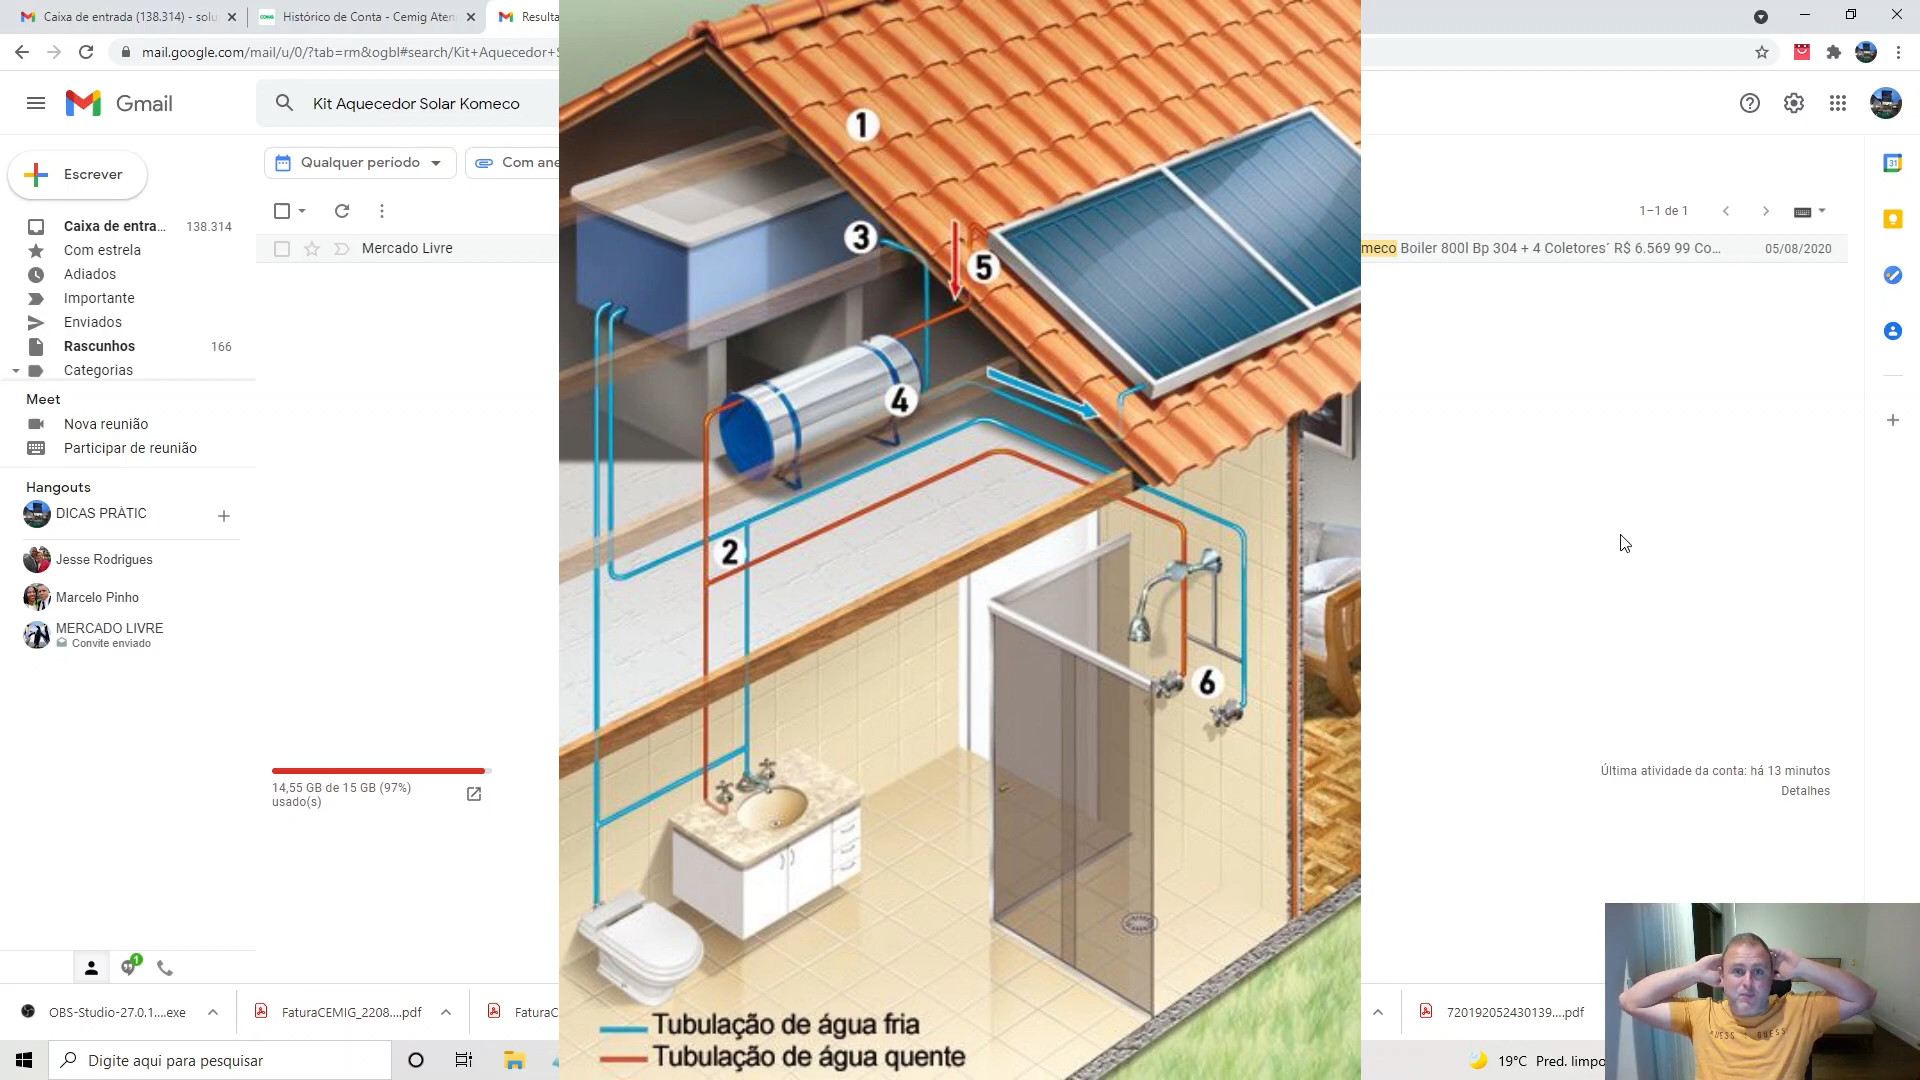 Caixa de entrada (138.314) - solu
Histórico de Conta - Cemig Aten
Resulta
mail.google.com/mail/u/0/?tab=rm&ogbl#search/Kit+Aquecedor+S
Gmail
Kit Aquecedor Solar Komeco
Escrever
Qualquer período
Com ane
Caixa de entra... 138.314
Com estrela
Adiados
Importante
Enviados
Rascunhos 166
Categorias
1–1 de 1
Mercado Livre
meco Boiler 800l Bp 304 + 4 Coletores´ R$ 6.569 99 Co... 05/08/2020
Meet
Nova reunião
Participar de reunião
Hangouts
DICAS PRÁTIC
Jesse Rodrigues
Marcelo Pinho
MERCADO LIVRE
Convite enviado
14,55 GB de 15 GB (97%)
usado(s)
Última atividade da conta: há 13 minutos
Detalhes
31
1
1
3
5
4
2
6
Tubulação de água fria
Tubulação de água quente
OBS-Studio-27.0.1....exe
FaturaCEMIG_2208....pdf
FaturaC
720192052430139....pdf
Digite aqui para pesquisar
19°C Pred. limpo